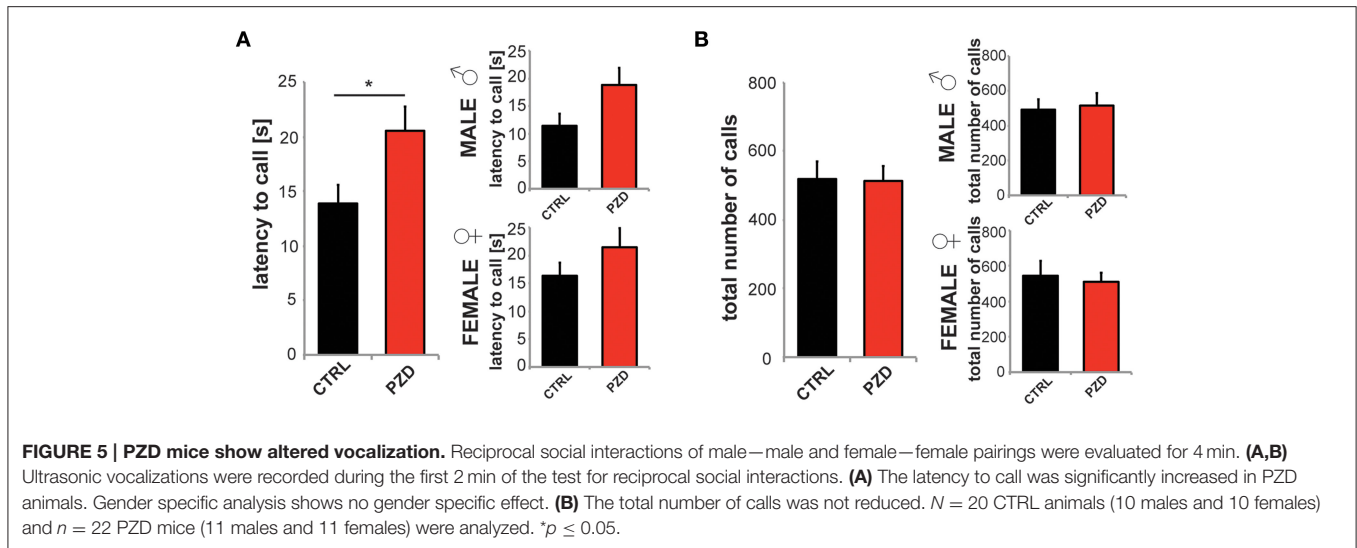 A
25
20
15
10
5
0
latency to call [s]
*
CTRL
PZD
MALE ♂
latency to call [s]
25
20
15
10
5
0
CTRL
PZD
FEMALE ♀
latency to call [s]
25
20
15
10
5
0
CTRL
PZD
B
800
600
400
200
0
total number of calls
CTRL
PZD
MALE ♂
total number of calls
800
600
400
200
0
CTRL
PZD
FEMALE ♀
total number of calls
800
600
400
200
0
CTRL
PZD
FIGURE 5 | PZD mice show altered vocalization. Reciprocal social interactions of male—male and female—female pairings were evaluated for 4 min. (A,B)
Ultrasonic vocalizations were recorded during the first 2 min of the test for reciprocal social interactions. (A) The latency to call was significantly increased in PZD
animals. Gender specific analysis shows no gender specific effect. (B) The total number of calls was not reduced. N = 20 CTRL animals (10 males and 10 females)
and n = 22 PZD mice (11 males and 11 females) were analyzed. *p ≤ 0.05.